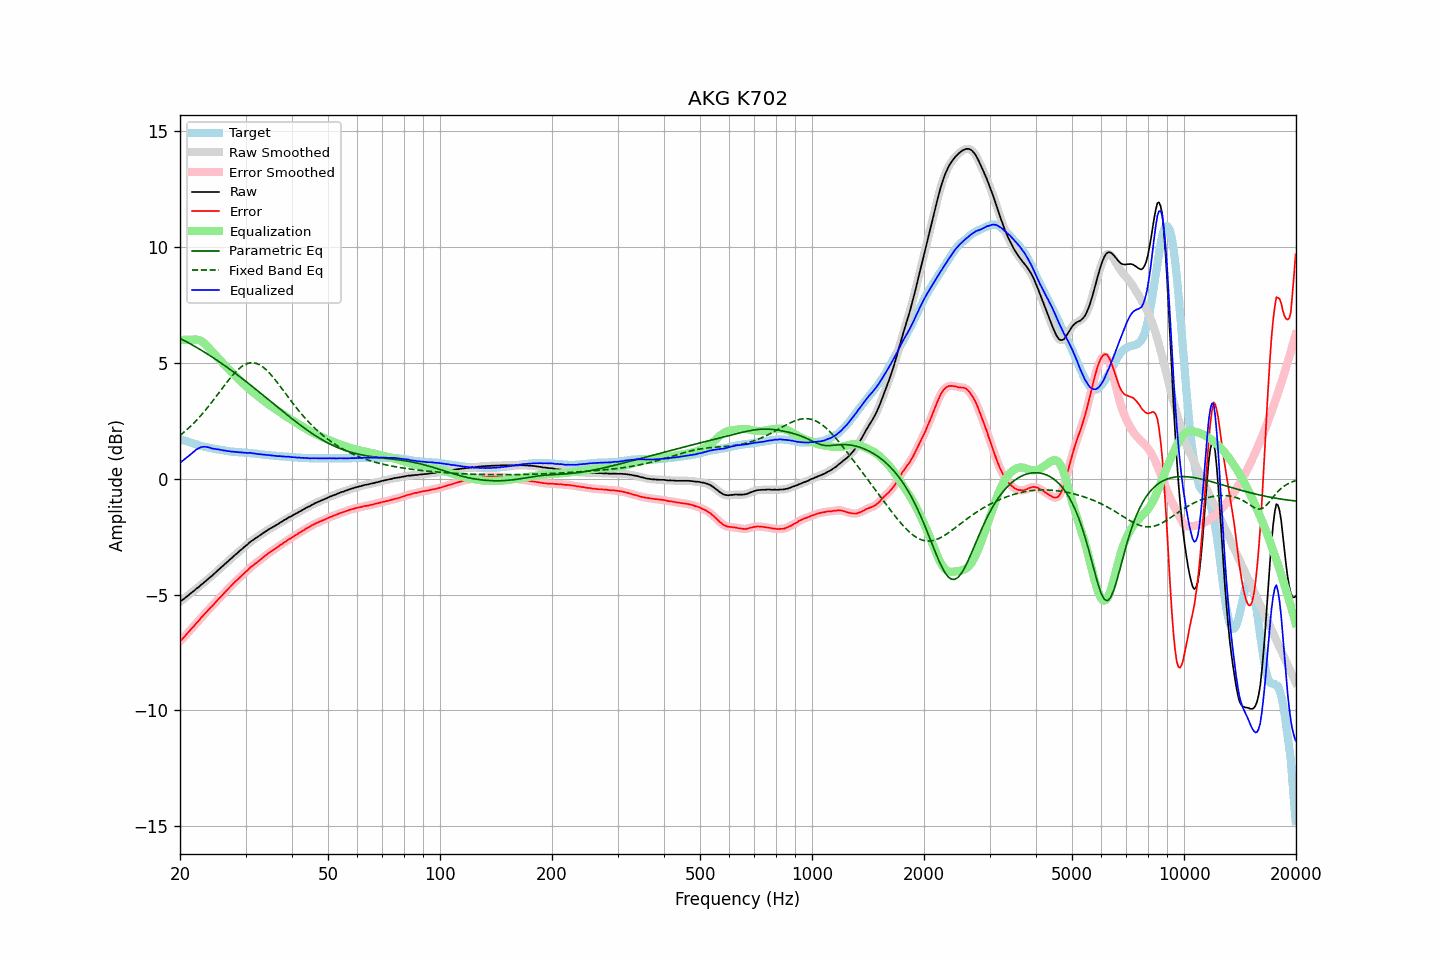 AKG K702
15
10
5
0
−5
−10
−15
Amplitude (dBr)
Target
Raw Smoothed
Error Smoothed
Raw
Error
Equalization
Parametric Eq
Fixed Band Eq
Equalized
20 50 100 200 500 1000 2000 5000 10000 20000
Frequency (Hz)